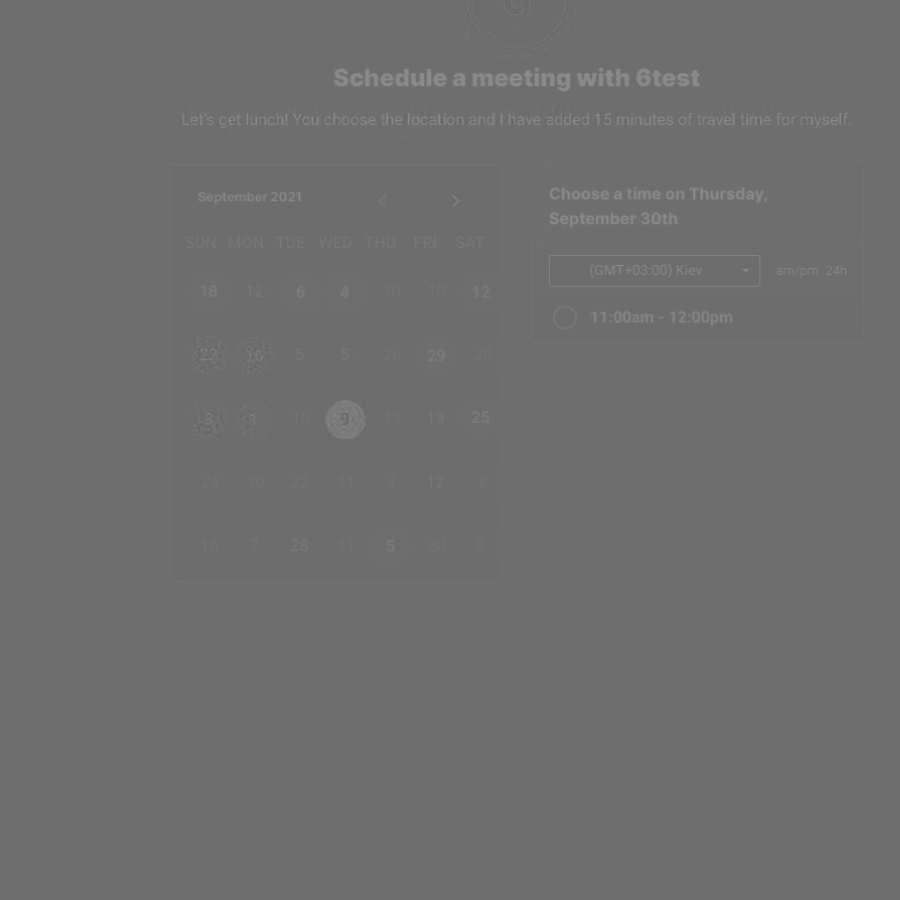 Schedule a meeting with 6test
Let's get lunch! You choose the location and I have added 15 minutes of travel time for myself.
September 2021
SUN MON TUE WED THU FRI SAT
18 12 6 4 30 10 12
22 16 5 5 26 29 20
8 1 10 9 13 19 25
24 30 22 11 3 12 6
16 7 28 11 5 30 8
Choose a time on Thursday,
September 30th
(GMT+03:00) Kiev am/pm 24h
11:00am - 12:00pm